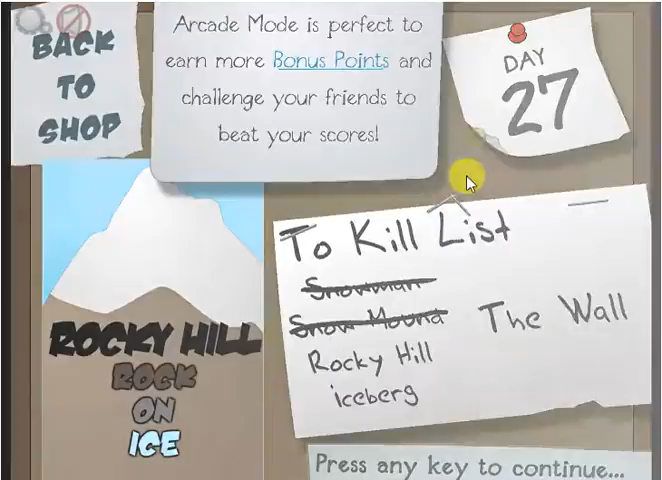 BACK
TO
SHOP
Arcade Mode is perfect to
earn more Bonus Points and
challenge your friends to
beat your scores!
DAY
27
To Kill List
Snowman
Snow Mound
The Wall
Rocky Hill
iceberg
ROCKY HILL
ROCK
ON
ICE
Press any key to continue...